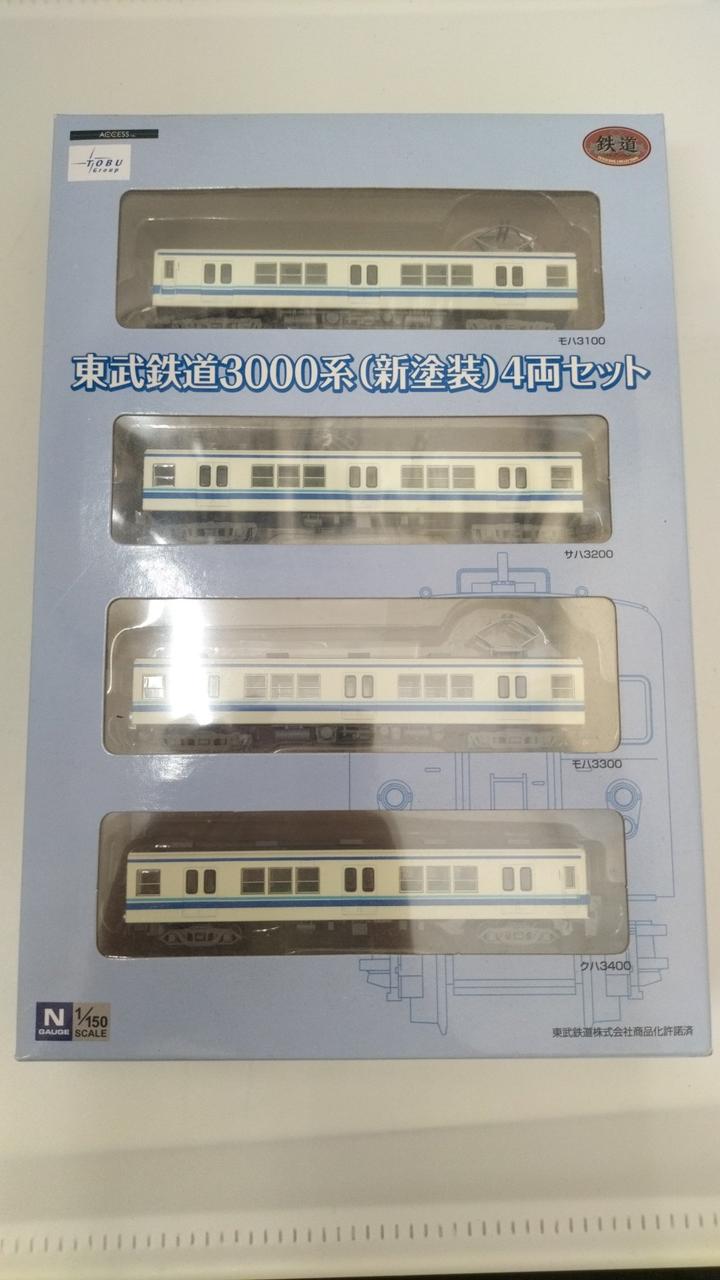 ACCESS
TOBU
Group
鉄道
モハ3100
東武鉄道3000系(新塗装)4両セット
サハ3200
モハ3300
クハ3400
N
GAUGE
1/150
SCALE
東武鉄道株式会社商品化許諾済